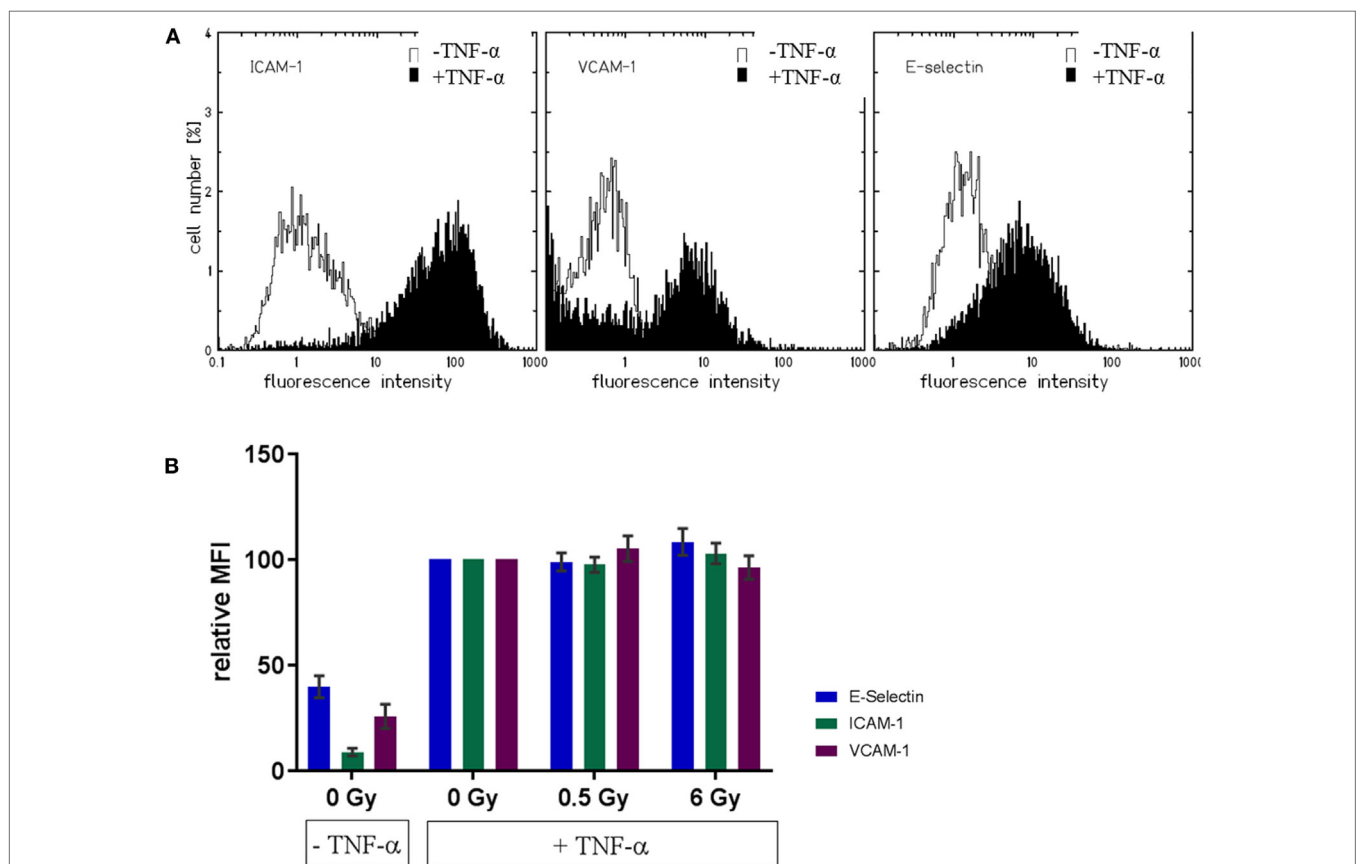 A
4
3
2
1
0
cell number [%]
ICAM-1
-TNF-α
+TNF-α
0.1 1 10 100 1000
fluorescence intensity
VCAM-1
-TNF-α
+TNF-α
1 10 100 1000
fluorescence intensity
E-selectin
-TNF-α
+TNF-α
1 10 100 1000
fluorescence intensity
B
150
100
50
0
relative MFI
0 Gy 0 Gy 0.5 Gy 6 Gy
- TNF-α + TNF-α
E-Selectin
ICAM-1
VCAM-1